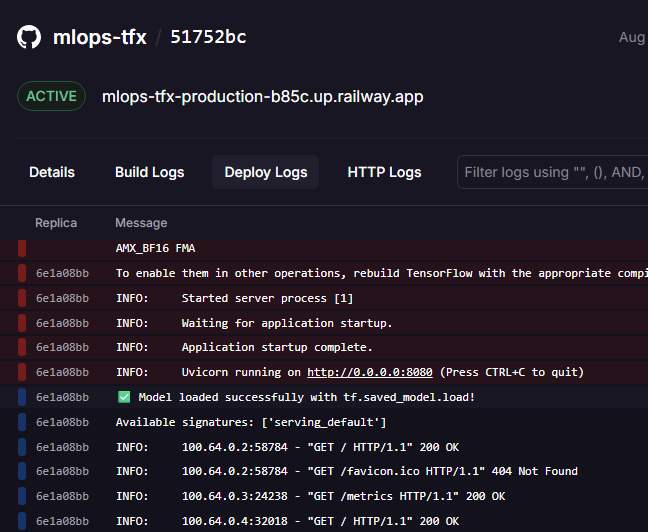 mlops-tfx / 51752bc
Aug
ACTIVE mlops-tfx-production-b85c.up.railway.app
Details Build Logs Deploy Logs HTTP Logs Filter logs using "", (), AND,
Replica Message
AMX_BF16 FMA
6e1a08bb To enable them in other operations, rebuild TensorFlow with the appropriate compi
6e1a08bb INFO: Started server process [1]
6e1a08bb INFO: Waiting for application startup.
6e1a08bb INFO: Application startup complete.
6e1a08bb INFO: Uvicorn running on http://0.0.0.0:8080 (Press CTRL+C to quit)
6e1a08bb ✅ Model loaded successfully with tf.saved_model.load!
6e1a08bb Available signatures: ['serving_default']
6e1a08bb INFO: 100.64.0.2:58784 - "GET / HTTP/1.1" 200 OK
6e1a08bb INFO: 100.64.0.2:58784 - "GET /favicon.ico HTTP/1.1" 404 Not Found
6e1a08bb INFO: 100.64.0.3:24238 - "GET /metrics HTTP/1.1" 200 OK
6e1a08bb INFO: 100.64.0.4:32018 - "GET / HTTP/1.1" 200 OK